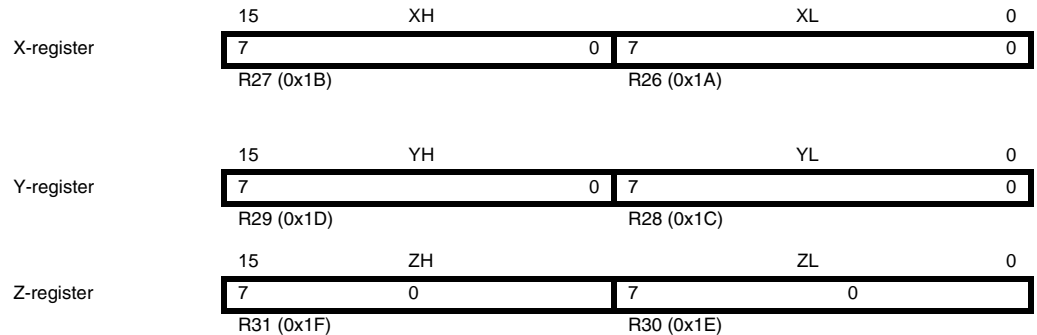 15 XH XL 0
X-register 7 0 7 0
R27 (0x1B) R26 (0x1A)
15 YH YL 0
Y-register 7 0 7 0
R29 (0x1D) R28 (0x1C)
15 ZH ZL 0
Z-register 7 0 7 0
R31 (0x1F) R30 (0x1E)